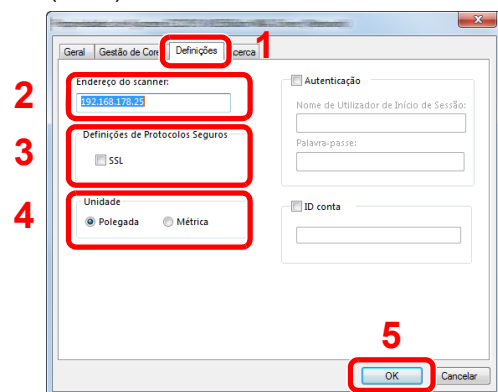 Geral Gestão de Core Definições cerca 1
2 Endereço do scanner:
192.168.178.25
3 Definições de Protocolos Seguros
SSL
4 Unidade
Polegada Métrica
Autenticação
Nome de Utilizador de Início de Sessão:
Palavra-passe:
ID conta
5
OK Cancelar